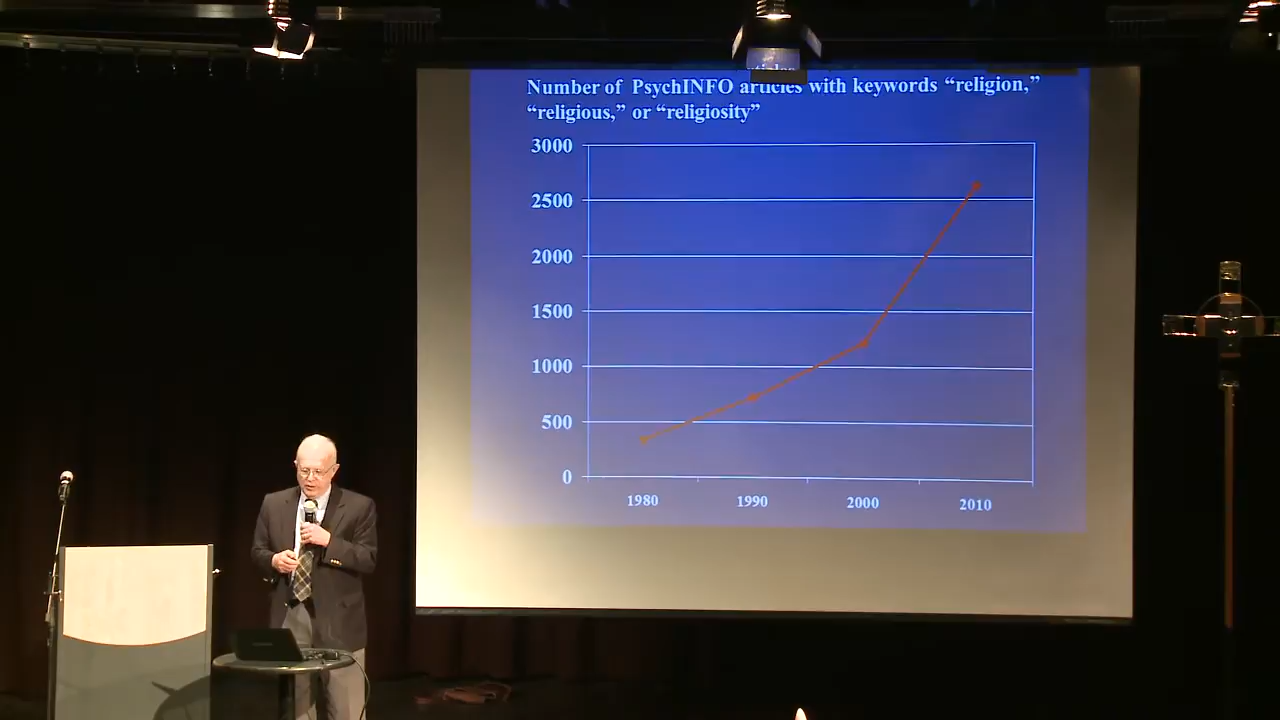 Number of PsychINFO articles with keywords “religion,”
“religious,” or “religiosity”
3000
2500
2000
1500
1000
500
0
1980 1990 2000 2010